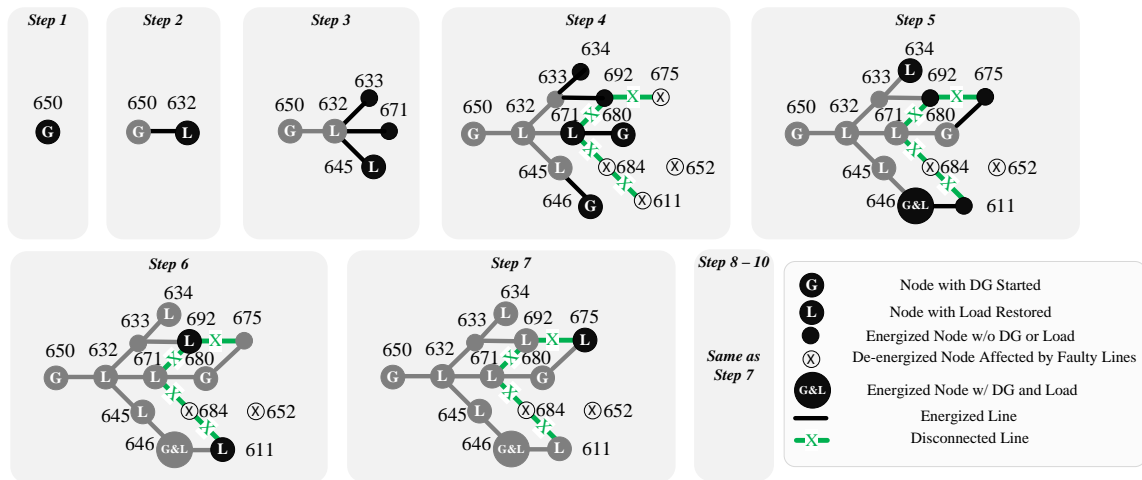 Step 1
650
G
Step 2
650 632
L
Step 3
633
650 632 671
G L
645 L
Step 4
634
633 692 675
X X
650 632 671 X 680
G L L G
X
645 L X 684 X 652
X
646 G X 611
Step 5
634
L
633 692 675
X
650 632 671 X 680
G L L G
X
645 L X 684 X 652
X
646 G&L 611
Step 6
634
L
633 692 675
L X
650 632 671 X 680
G L L G
X
645 L X 684 X 652
X
646 G&L L 611
Step 7
634
L
633 692 675
L X L
650 632 671 X 680
G L L G
X
645 L X 684 X 652
X
646 G&L L 611
Step 8 – 10
Same as
Step 7
G Node with DG Started
L Node with Load Restored
Energized Node w/o DG or Load
X De-energized Node Affected by Faulty Lines
G&L Energized Node w/ DG and Load
Energized Line
X Disconnected Line